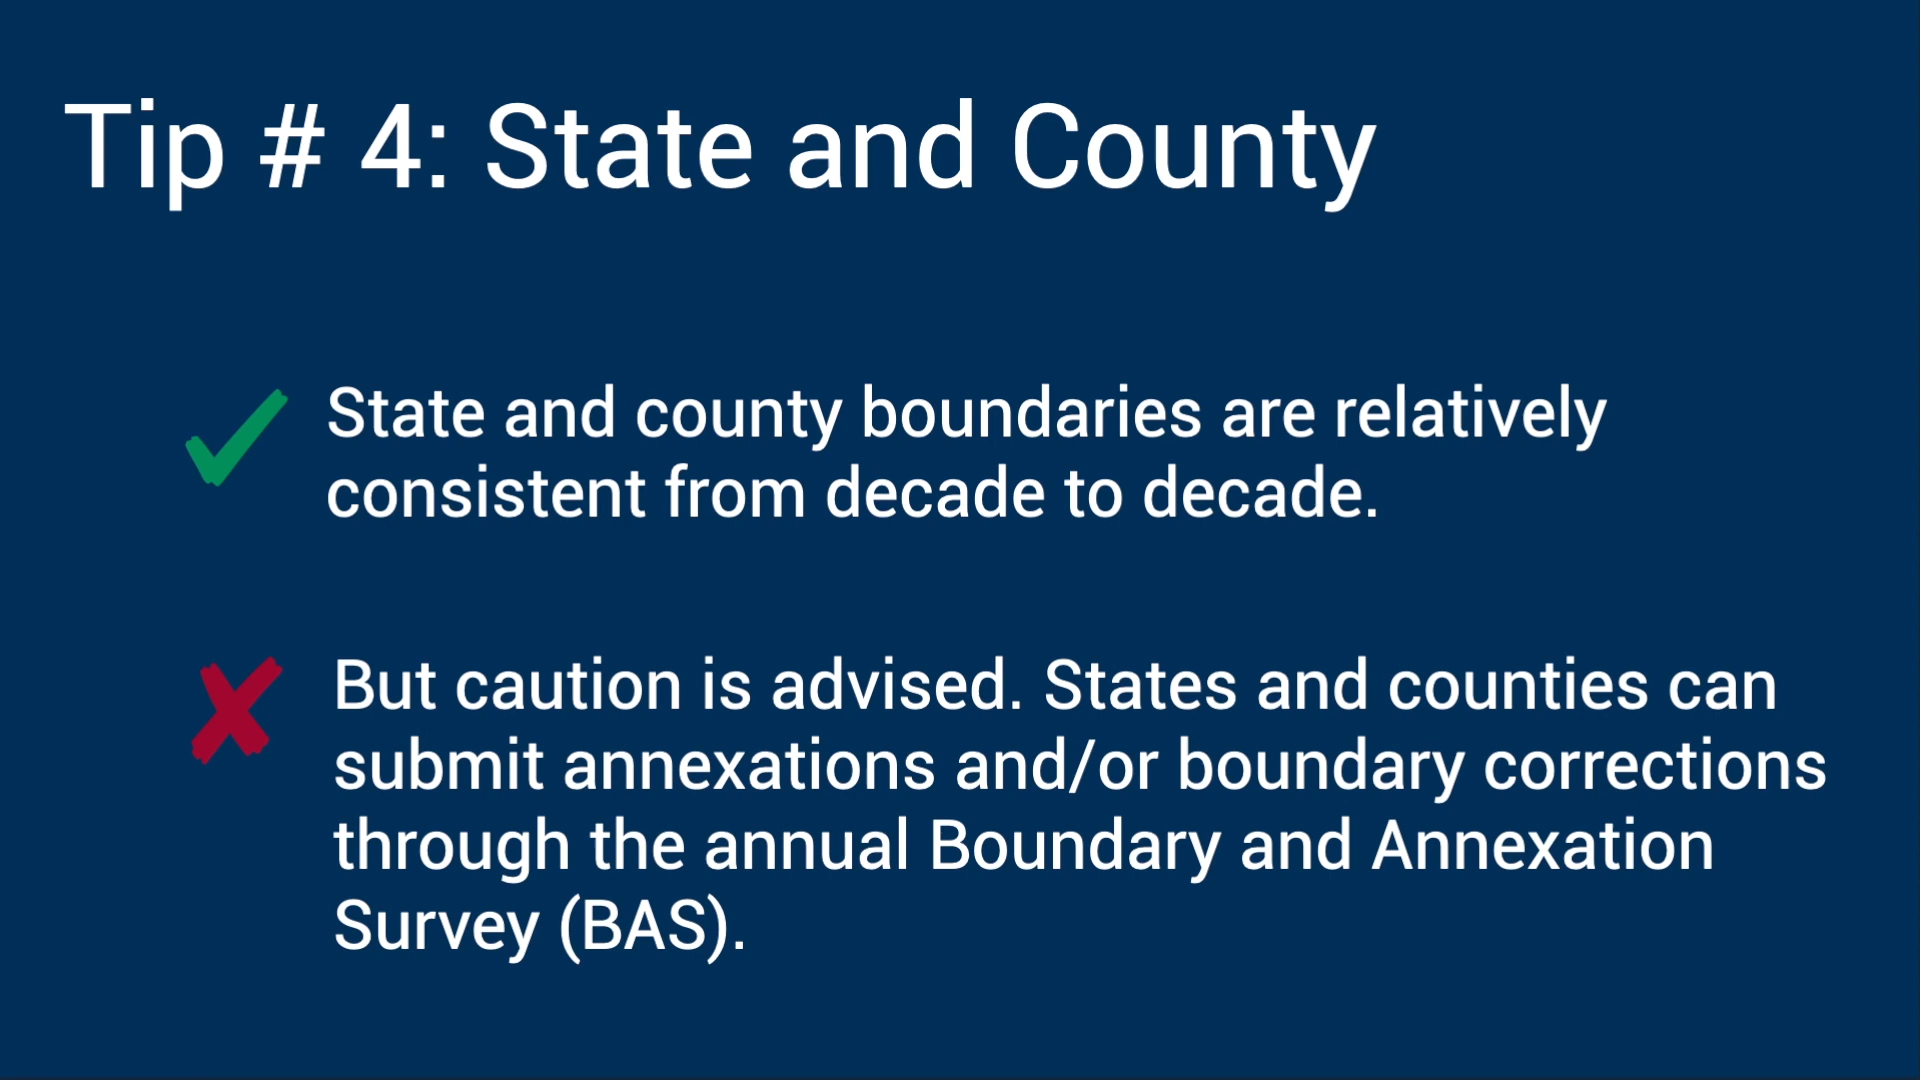 Tip # 4: State and County
State and county boundaries are relatively
consistent from decade to decade.
But caution is advised. States and counties can
submit annexations and/or boundary corrections
through the annual Boundary and Annexation
Survey (BAS).